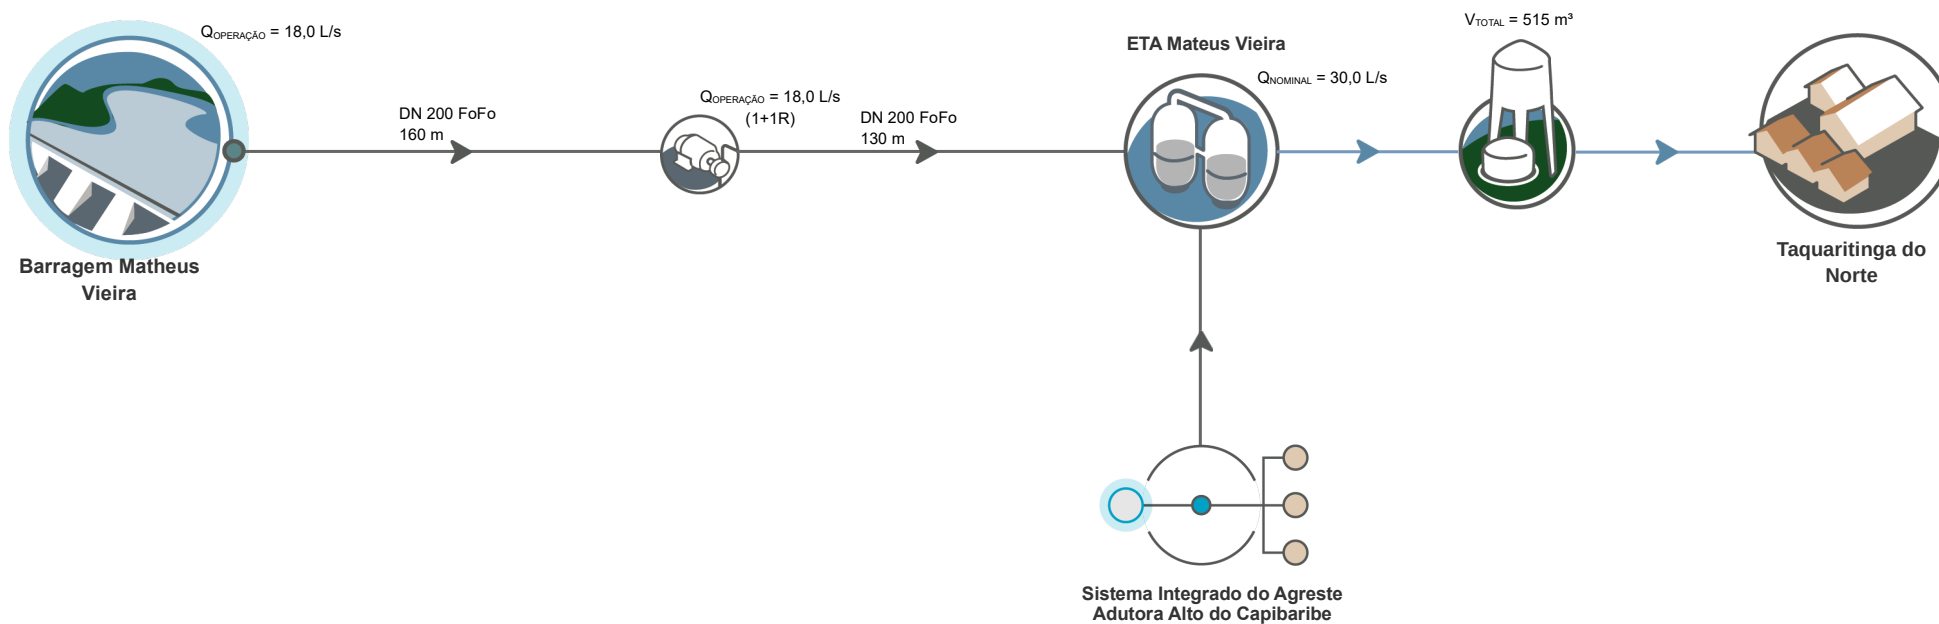 QOPERAÇÃO = 18,0 L/s
Barragem Matheus
Vieira
DN 200 FoFo
160 m
QOPERAÇÃO = 18,0 L/s
(1+1R)
DN 200 FoFo
130 m
ETA Mateus Vieira
QNOMINAL = 30,0 L/s
VTOTAL = 515 m³
Taquaritinga do
Norte
Sistema Integrado do Agreste
Adutora Alto do Capibaribe